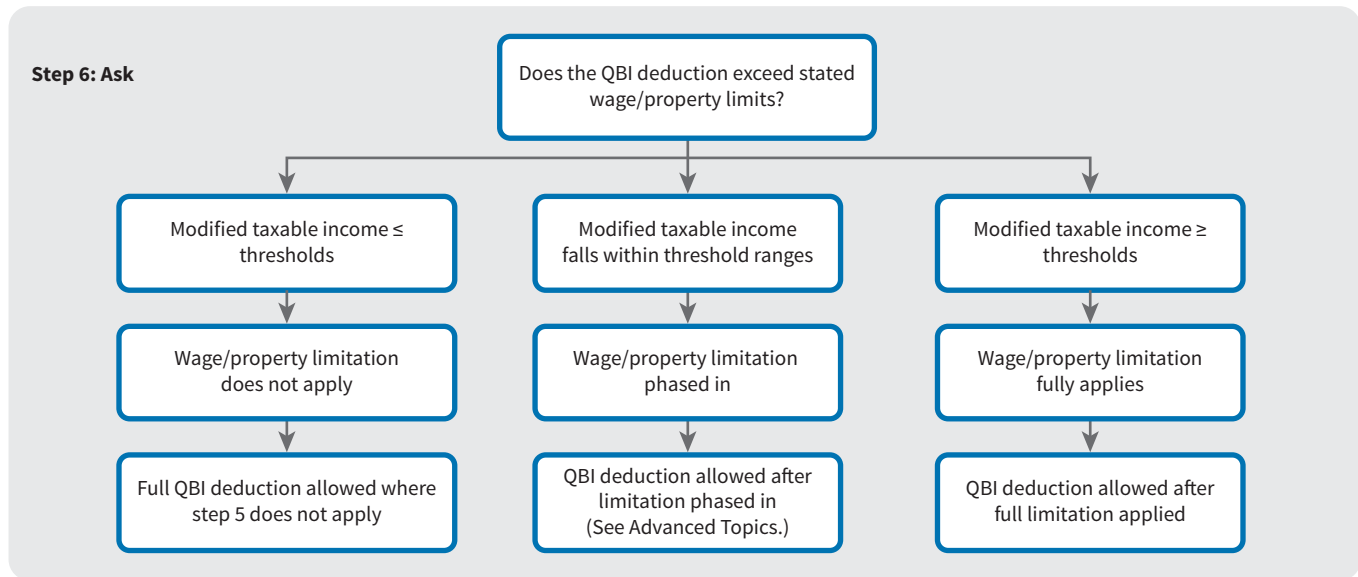 Step 6: Ask
Does the QBI deduction exceed stated
wage/property limits?
Modified taxable income ≤
thresholds
Modified taxable income
falls within threshold ranges
Modified taxable income ≥
thresholds
Wage/property limitation
does not apply
Wage/property limitation
phased in
Wage/property limitation
fully applies
Full QBI deduction allowed where
step 5 does not apply
QBI deduction allowed after
limitation phased in
(See Advanced Topics.)
QBI deduction allowed after
full limitation applied